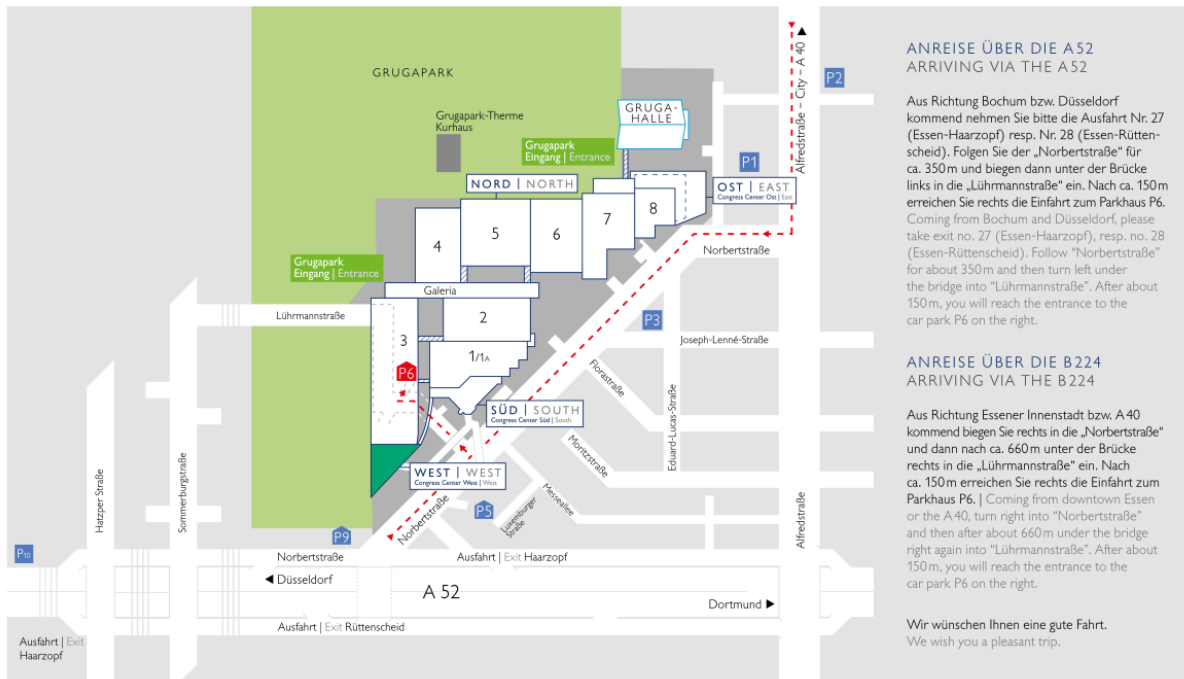 GRUGAPARK
Grugapark-Therme
Kurhaus
GRUGA-
HALLE
Grugapark
Eingang | Entrance
NORD | NORTH
OST | EAST
Congress Center Ost | East
P1
P2
Alfredstraße – City – A 40
Norbertstraße
4
5
6
7
8
Grugapark
Eingang | Entrance
Galeria
Lührmannstraße
3
2
1/1A
P6
P3
Joseph-Lenné-Straße
Florastraße
Eduard-Lucas-Straße
SÜD | SOUTH
Congress Center Süd | South
Moritzstraße
WEST | WEST
Congress Center West | West
Messeallee
Luxemburger
Straße
P5
Norbertstraße
P9
Hatzper Straße
Sommerburgstraße
Alfredstraße
P10
Norbertstraße
Ausfahrt | Exit Haarzopf
Düsseldorf
A 52
Dortmund
Ausfahrt | Exit Rüttenscheid
Ausfahrt | Exit
Haarzopf
ANREISE ÜBER DIE A 52
ARRIVING VIA THE A 52
Aus Richtung Bochum bzw. Düsseldorf
kommend nehmen Sie bitte die Ausfahrt Nr. 27
(Essen-Haarzopf) resp. Nr. 28 (Essen-Rütten-
scheid). Folgen Sie der „Norbertstraße“ für
ca. 350 m und biegen dann unter der Brücke
links in die „Lührmannstraße“ ein. Nach ca. 150 m
erreichen Sie rechts die Einfahrt zum Parkhaus P6.
Coming from Bochum and Düsseldorf, please
take exit no. 27 (Essen-Haarzopf), resp. no. 28
(Essen-Rüttenscheid). Follow “Norbertstraße”
for about 350 m and then turn left under
the bridge into “Lührmannstraße”. After about
150 m, you will reach the entrance to the
car park P6 on the right.
ANREISE ÜBER DIE B 224
ARRIVING VIA THE B 224
Aus Richtung Essener Innenstadt bzw. A 40
kommend biegen Sie rechts in die „Norbertstraße“
und dann nach ca. 660 m unter der Brücke
rechts in die „Lührmannstraße“ ein. Nach
ca. 150 m erreichen Sie rechts die Einfahrt zum
Parkhaus P6. | Coming from downtown Essen
or the A 40, turn right into “Norbertstraße”
and then after about 660 m under the bridge
right again into “Lührmannstraße”. After about
150 m, you will reach the entrance to the
car park P6 on the right.
Wir wünschen Ihnen eine gute Fahrt.
We wish you a pleasant trip.